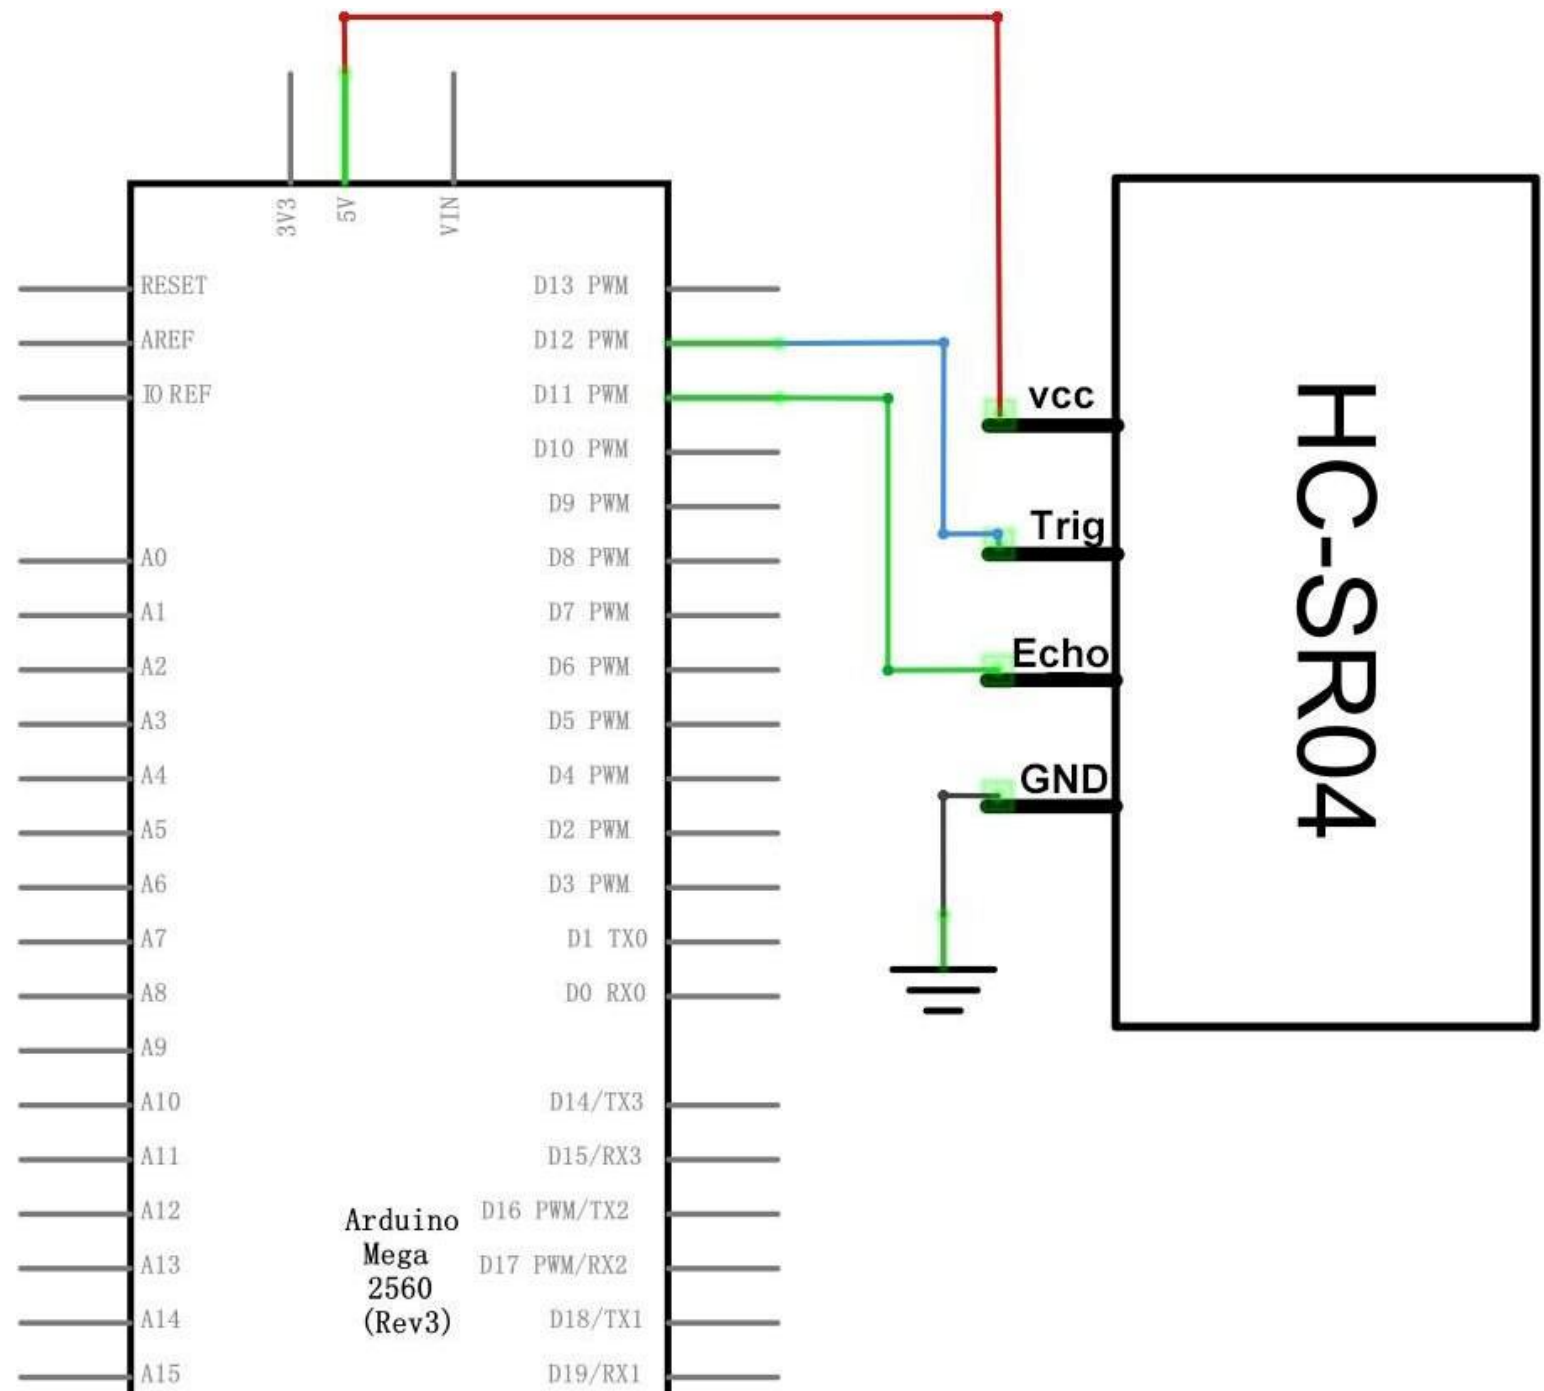 3V3
5V
VIN
RESET
AREF
IO REF
A0
A1
A2
A3
A4
A5
A6
A7
A8
A9
A10
A11
A12
A13
A14
A15
D13 PWM
D12 PWM
D11 PWM
D10 PWM
D9 PWM
D8 PWM
D7 PWM
D6 PWM
D5 PWM
D4 PWM
D2 PWM
D3 PWM
D1 TX0
D0 RX0
D14/TX3
D15/RX3
D16 PWM/TX2
D17 PWM/RX2
D18/TX1
D19/RX1
Arduino
Mega
2560
(Rev3)
vcc
Trig
Echo
GND
HC-SR04